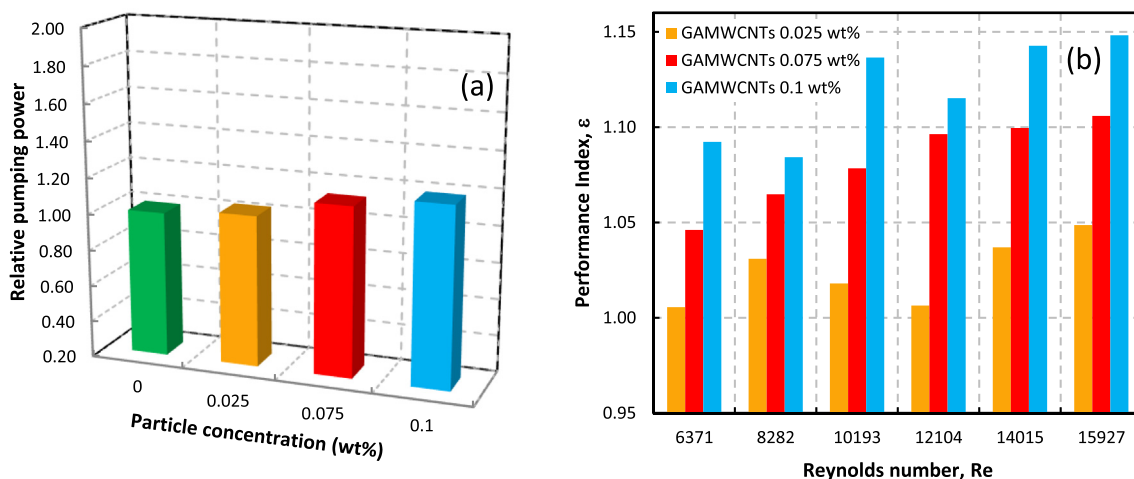 (a)
Relative pumping power
2.00
1.80
1.60
1.40
1.20
1.00
0.80
0.60
0.40
0.20
0
0.025
0.075
0.1
Particle concentration (wt%)
(b)
GAMWCNTs 0.025 wt%
GAMWCNTs 0.075 wt%
GAMWCNTs 0.1 wt%
Performance Index, ε
1.15
1.10
1.05
1.00
0.95
6371 8282 10193 12104 14015 15927
Reynolds number, Re